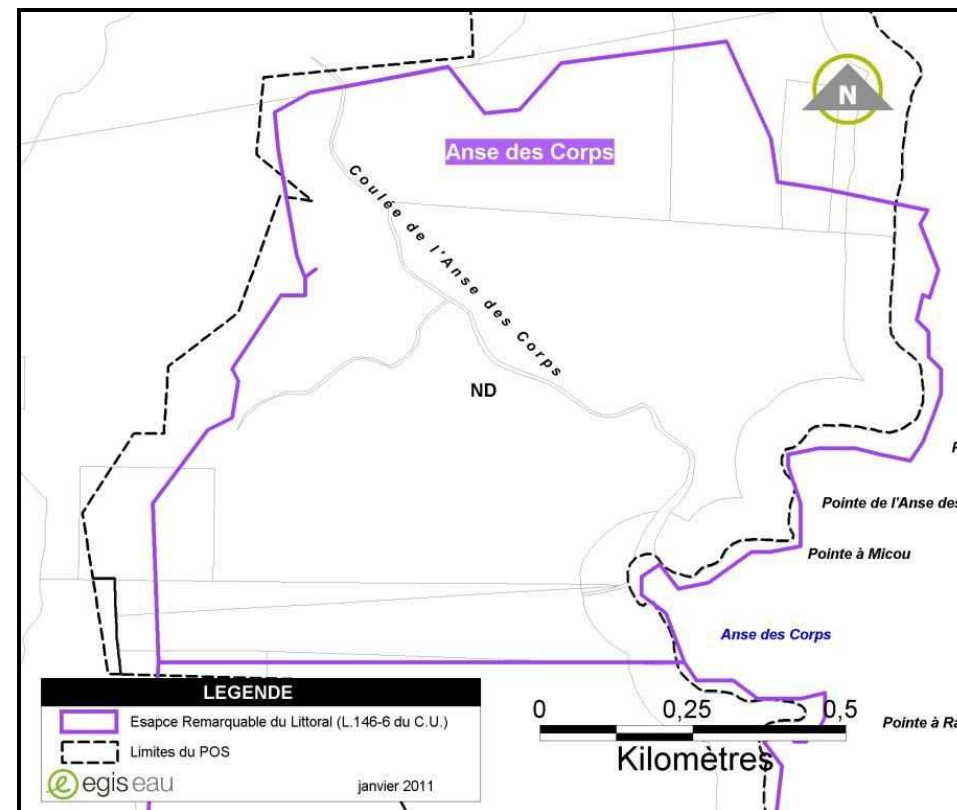 N
Anse des Corps
Coulée de l'Anse des Corps
ND
P
Pointe de l'Anse des
Pointe à Micou
Anse des Corps
LEGENDE
Esapce Remarquable du Littoral (L.146-6 du C.U.)
Limites du POS
egis eau
janvier 2011
0 0,25 0,5
Kilomètres
Pointe à Ra